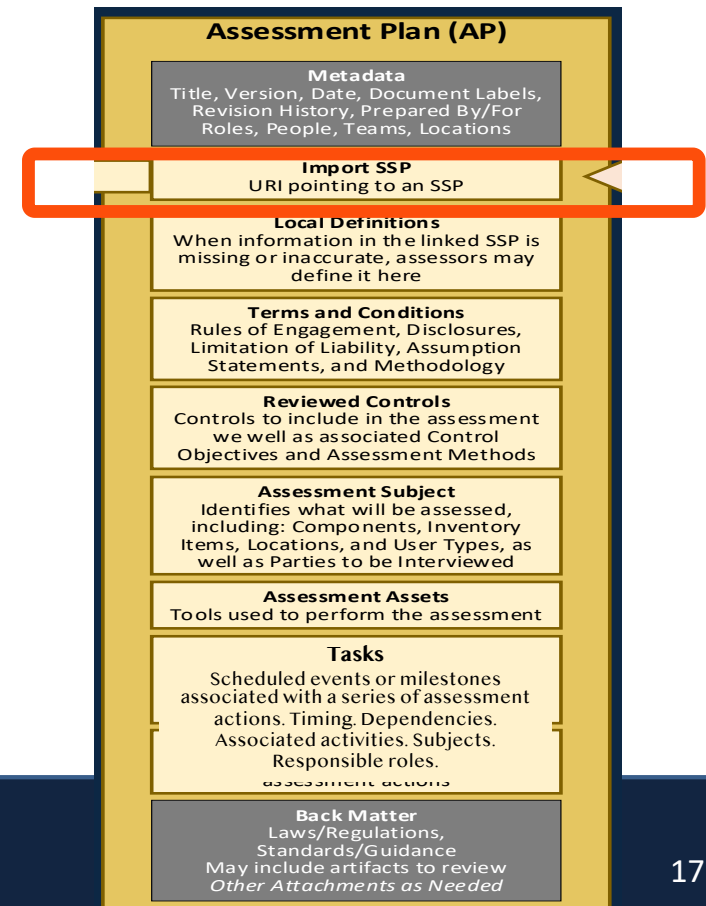 Assessment Plan (AP)
Metadata
Title, Version, Date, Document Labels,
Revision History, Prepared By/For
Roles, People, Teams, Locations
Import SSP
URI pointing to an SSP
Local Definitions
When information in the linked SSP is
missing or inaccurate, assessors may
define it here
Terms and Conditions
Rules of Engagement, Disclosures,
Limitation of Liability, Assumption
Statements, and Methodology
Reviewed Controls
Controls to include in the assessment
we well as associated Control
Objectives and Assessment Methods
Assessment Subject
Identifies what will be assessed,
including: Components, Inventory
Items, Locations, and User Types, as
well as Parties to be Interviewed
Assessment Assets
Tools used to perform the assessment
Tasks
Scheduled events or milestones
associated with a series of assessment
actions. Timing. Dependencies.
Associated activities. Subjects.
Responsible roles.
assessment actions
Back Matter
Laws/Regulations,
Standards/Guidance
May include artifacts to review
Other Attachments as Needed
17